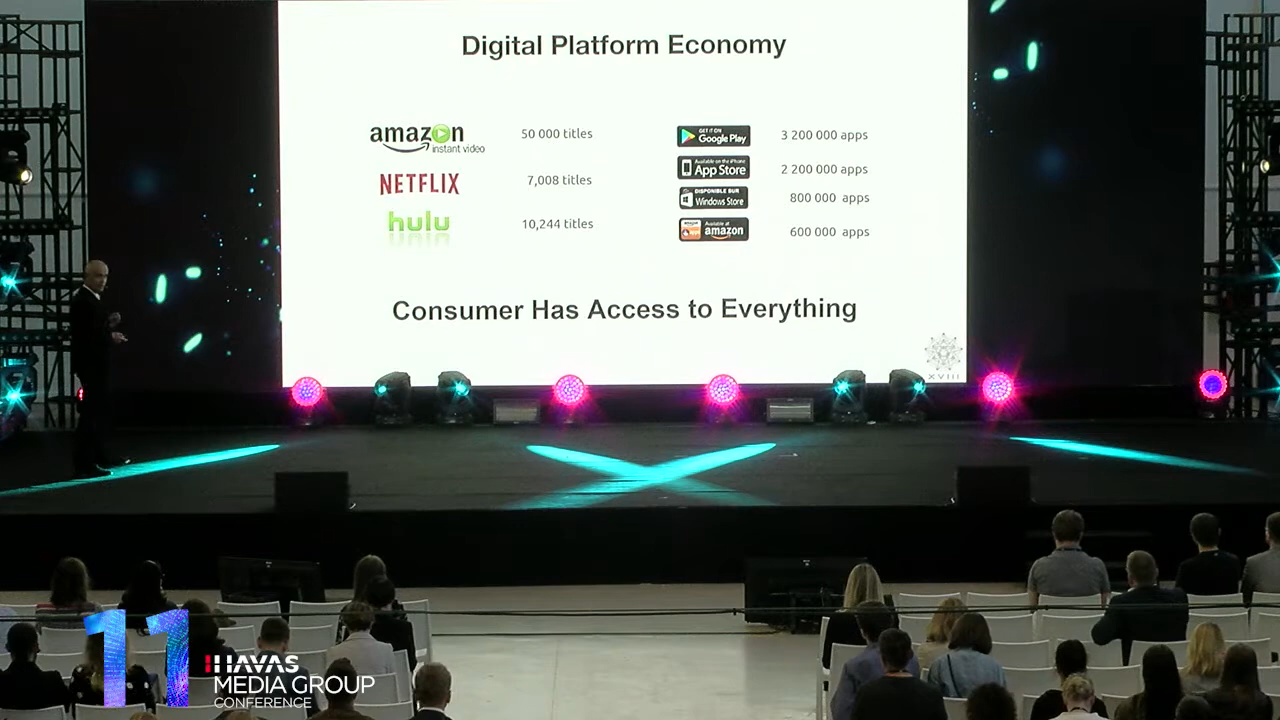 Digital Platform Economy
amazon
instant video
50 000 titles
NETFLIX
7,008 titles
hulu
10,244 titles
GET IT ON
Google Play
3 200 000 apps
Available on the iPhone
App Store
2 200 000 apps
DISPONIBLE SUR
Windows Store
800 000 apps
Available at
amazon
600 000 apps
Consumer Has Access to Everything
XVIII
11
HAVAS
MEDIA GROUP
CONFERENCE